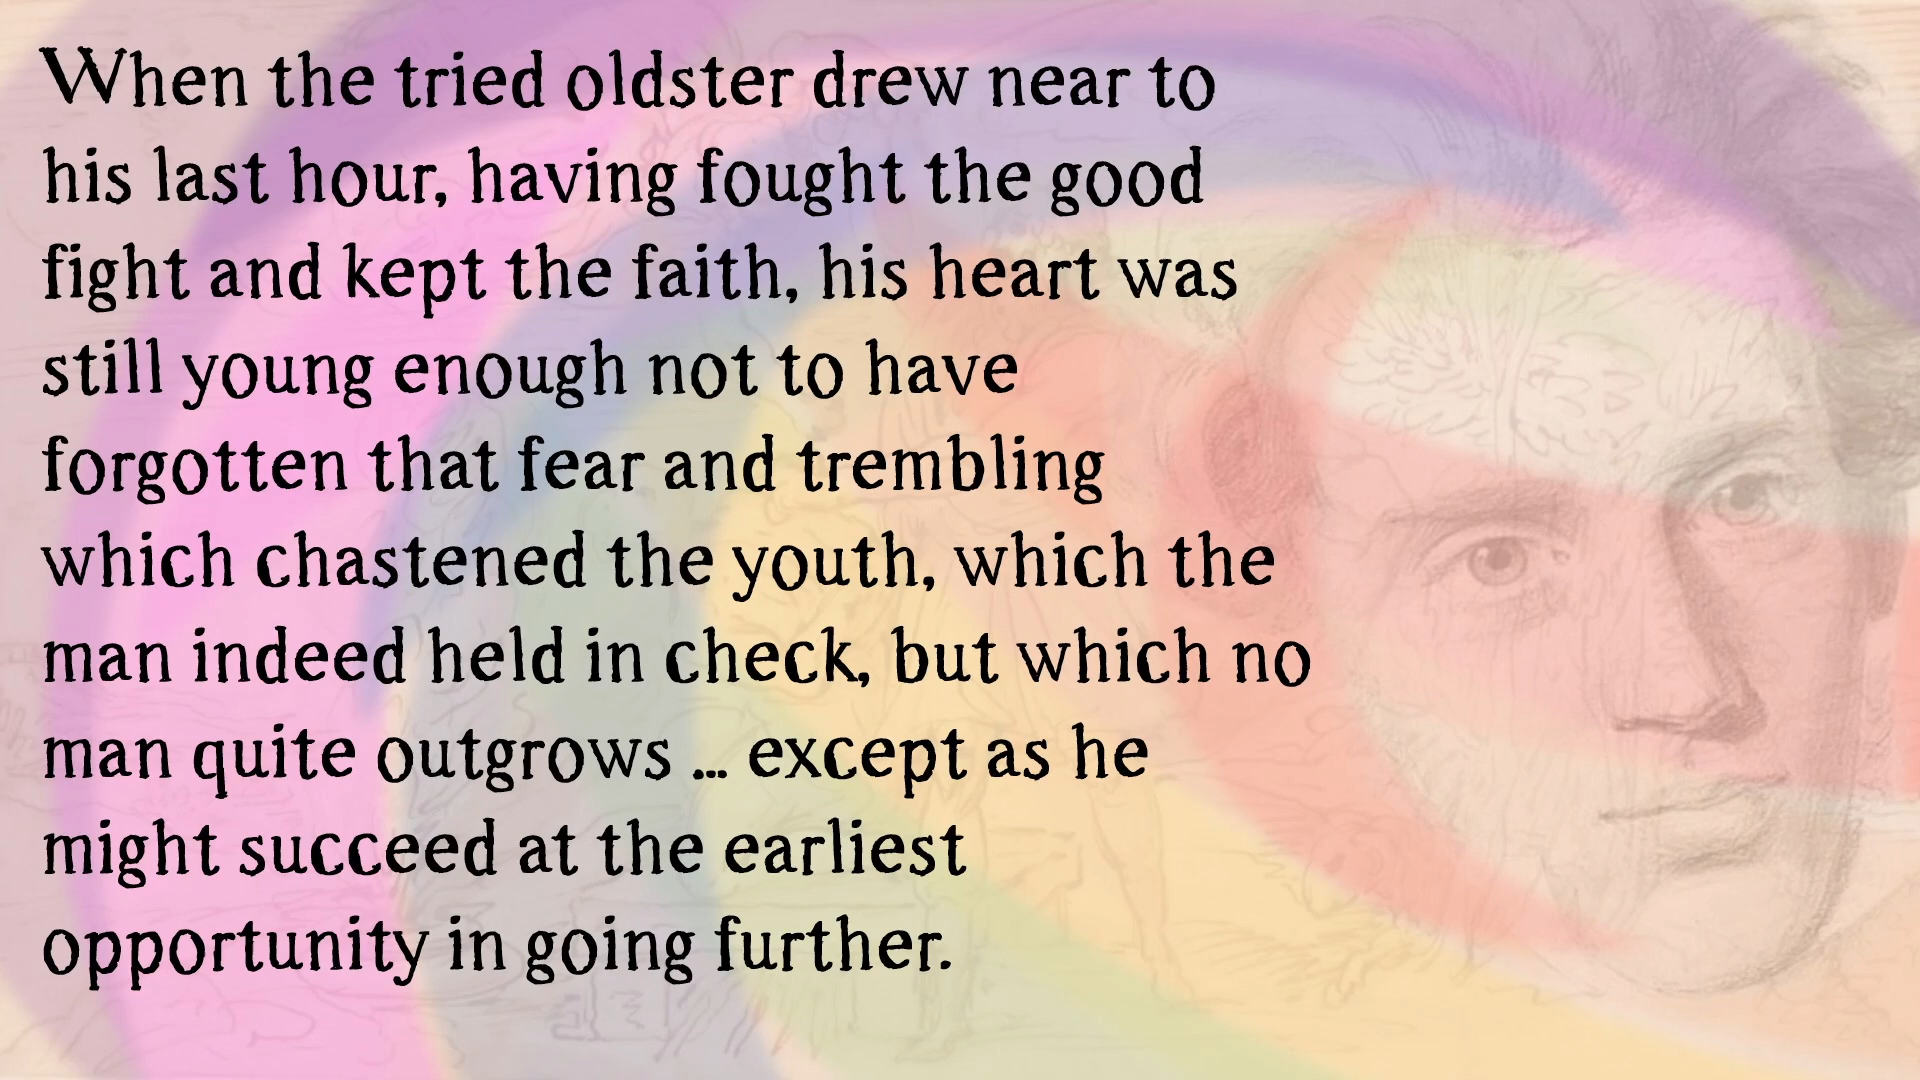 When the tried oldster drew near to
his last hour, having fought the good
fight and kept the faith, his heart was
still young enough not to have
forgotten that fear and trembling
which chastened the youth, which the
man indeed held in check, but which no
man quite outgrows ... except as he
might succeed at the earliest
opportunity in going further.